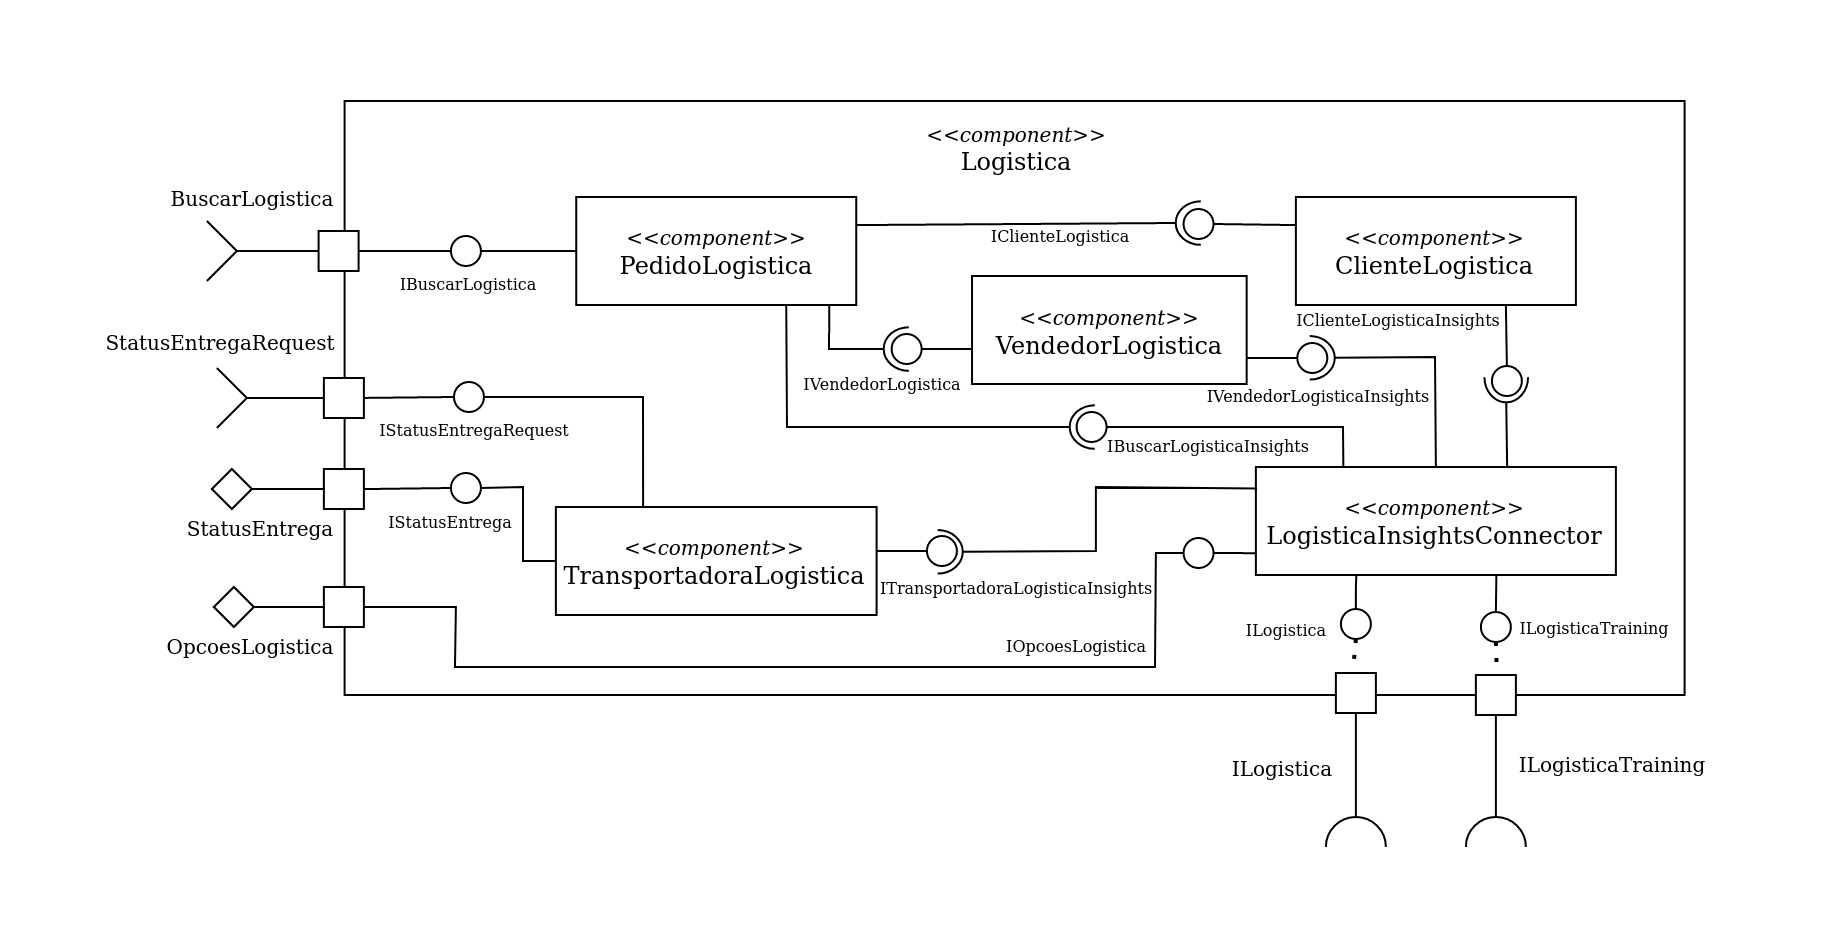 <<component>>
Logistica
BuscarLogistica
IBuscarLogistica
<<component>>
PedidoLogistica
IClienteLogistica
<<component>>
ClienteLogistica
<<component>>
VendedorLogistica
IClienteLogisticaInsights
StatusEntregaRequest
IStatusEntregaRequest
IVendedorLogistica
IVendedorLogisticaInsights
IBuscarLogisticaInsights
StatusEntrega
IStatusEntrega
<<component>>
LogisticaInsightsConnector
<<component>>
TransportadoraLogistica
ITransportadoraLogisticaInsights
OpcoesLogistica
IOpcoesLogistica
ILogistica
ILogisticaTraining
ILogistica
ILogisticaTraining